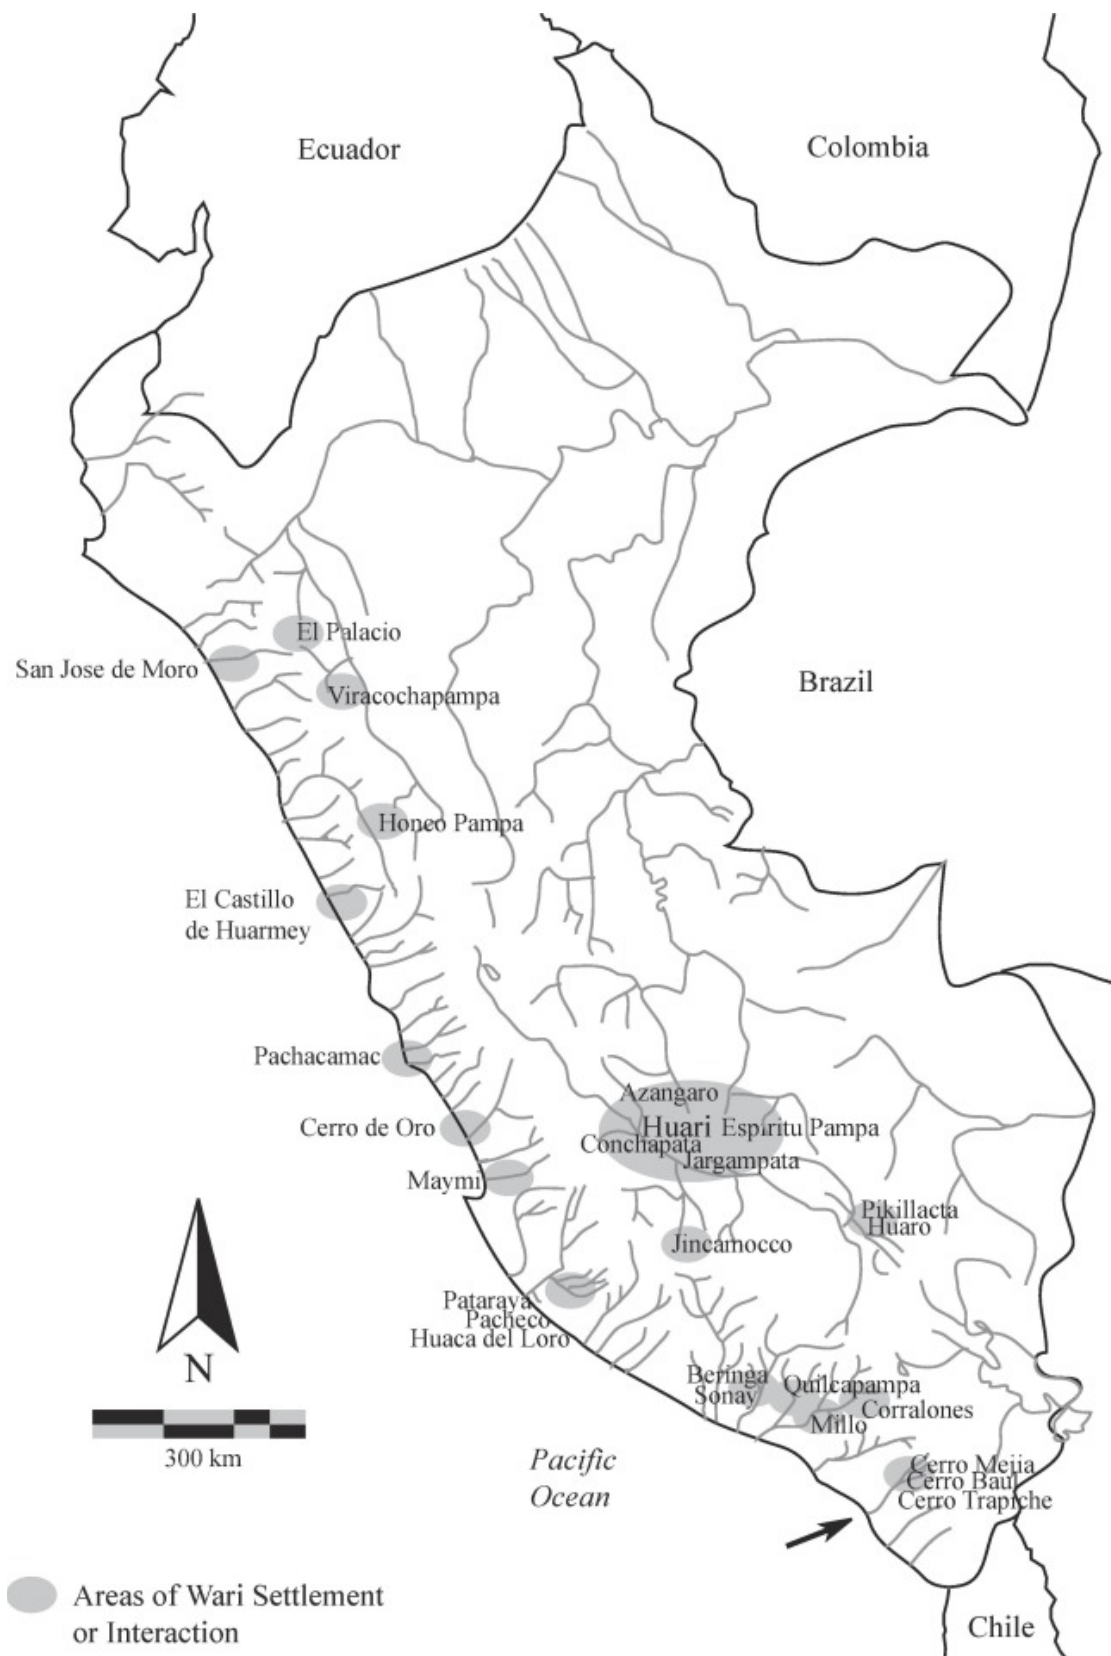 Ecuador
Colombia
El Palacio
San Jose de Moro
Viracochapampa
Brazil
Honco Pampa
El Castillo
de Huarmey
Pachacamac
Azangaro
Cerro de Oro
Huari
Espiritu Pampa
Conchapata
Jargampata
Maymi
Pikillacta
Huaro
Jincamocco
Pataraya
Pacheco
Huaca del Loro
Beringa
Sonay
Quilcapampa
Corralones
Millo
N
300 km
Pacific
Ocean
Cerro Mejia
Cerro Baul
Cerro Trapiche
Areas of Wari Settlement
or Interaction
Chile